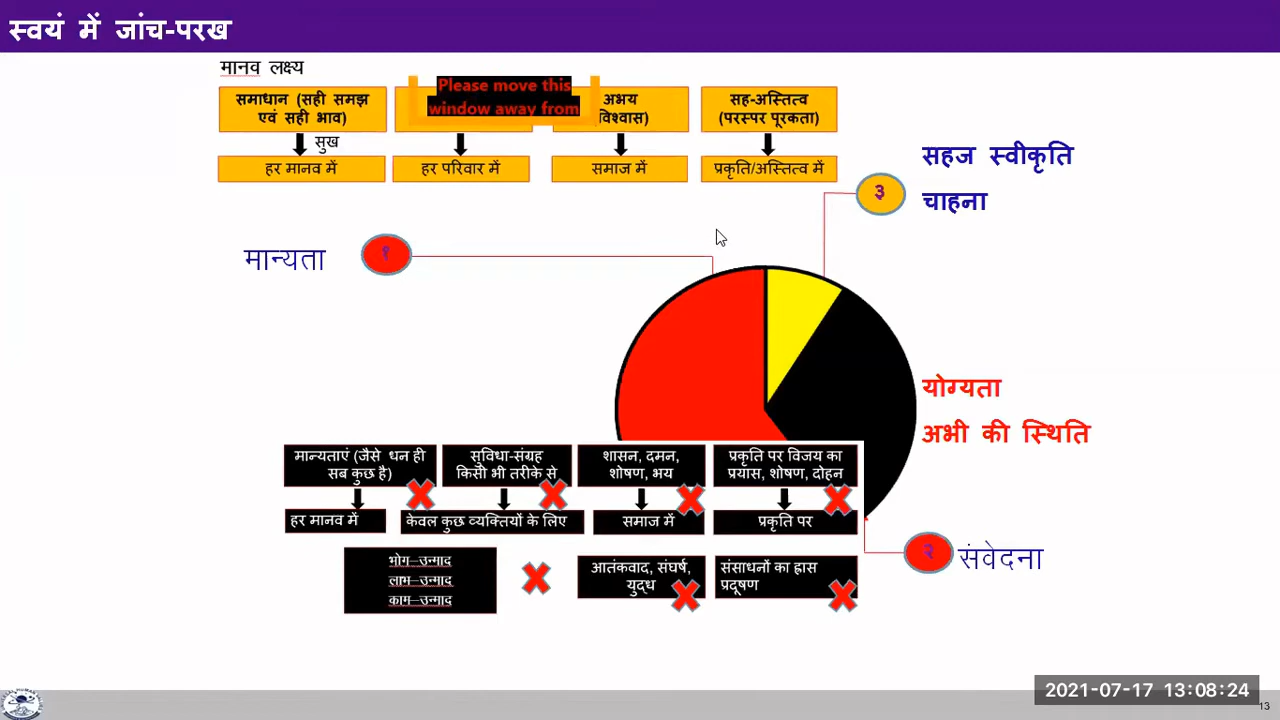 स्वयं में जांच-परख
मानव लक्ष्य
समाधान (सही समझ
एवं सही भाव)
Please move this
window away from
अभय
विश्वास)
सह-अस्तित्व
(परस्पर पूरकता)
सुख
हर मानव में
हर परिवार में
समाज में
प्रकृति/अस्तित्व में
सहज स्वीकृति
चाहना
३
मान्यता
१
योग्यता
अभी की स्थिति
मान्यताएं (जैसे धन ही
सब कुछ है)
सुविधा-संग्रह
किसी भी तरीके से
शासन, दमन,
शोषण, भय
प्रकृति पर विजय का
प्रयास, शोषण, दोहन
हर मानव में
केवल कुछ व्यक्तियों के लिए
समाज में
प्रकृति पर
२
संवेदना
भोग–उन्माद
लाभ–उन्माद
काम–उन्माद
आतंकवाद, संघर्ष,
युद्ध
संसाधनों का ह्रास
प्रदूषण
2021-07-17 13:08:24
13